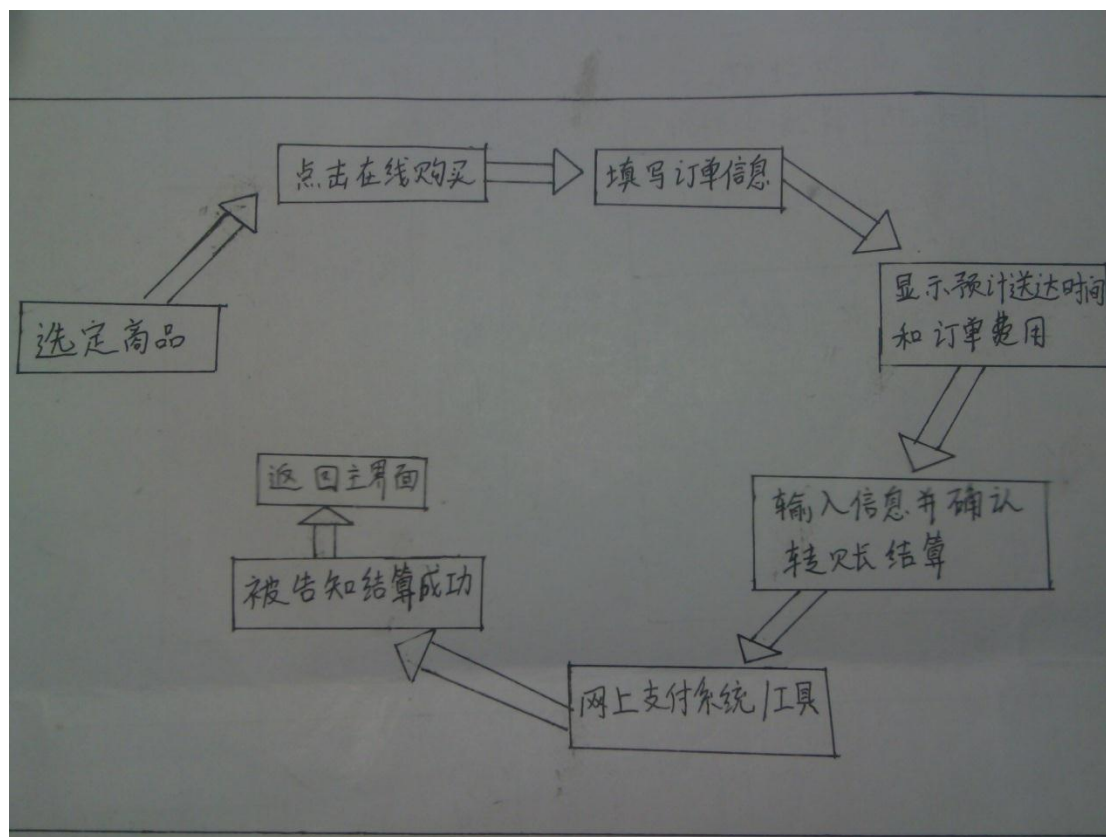 选定商品
点击在线购买
填写订单信息
显示预计送达时间
和订单费用
输入信息并确认
转账结算
网上支付系统/工具
被告知结算成功
返回主界面